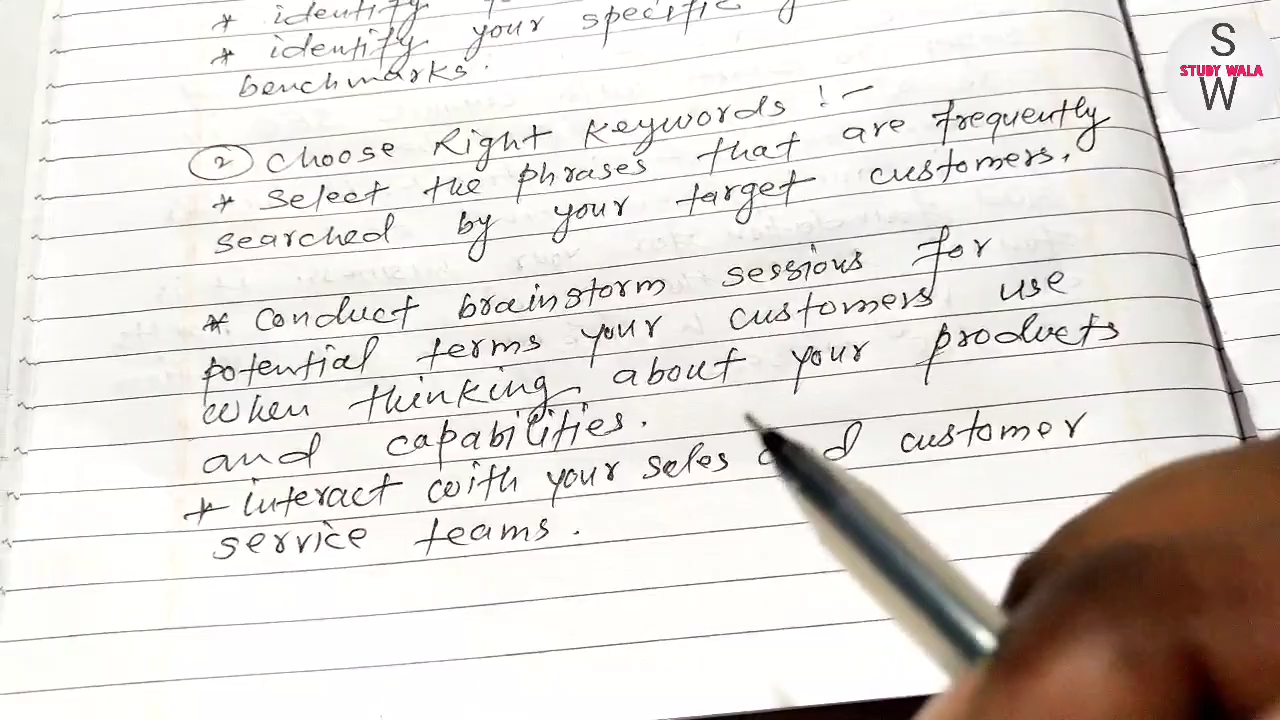 * identify
* identify your specific
benchmarks.
② Choose Right Keywords :-
* Select the phrases that are frequently
searched by your target customers.
* Conduct brainstorm sessions for
potential terms your customers use
when thinking about your products
and capabilities.
* interact with your sales and customer
service teams.
S
STUDY WALA
W